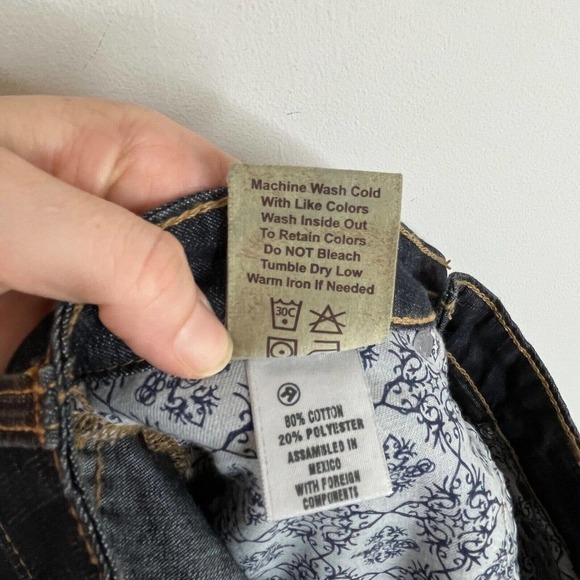 Machine Wash Cold
With Like Colors
Wash Inside Out
To Retain Colors
Do NOT Bleach
Tumble Dry Low
Warm Iron If Needed
30C
80% COTTON
20% POLYESTER
ASSEMBLED IN
MEXICO
WITH FOREIGN
COMPONENTS